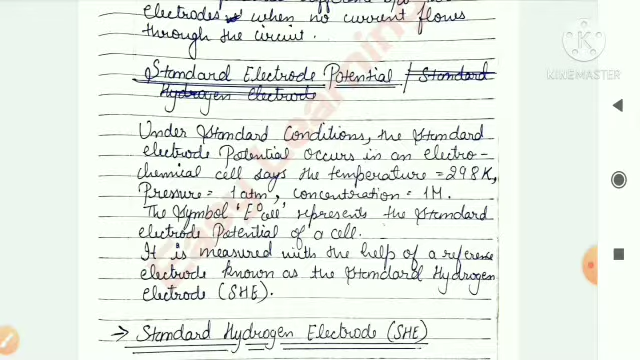 electrodes when no current flows
through the circuit.
Standard Electrode Potential / Standard
Hydrogen Electrode
Under Standard Conditions, the Standard
electrode Potential occurs in an electro-
chemical cell says the temperature = 298K,
Pressure = 1 atm, concentration = 1M.
The Symbol 'E°cell' represents the Standard
electrode Potential of a cell.
It is measured with the help of a reference
electrode known as the Standard Hydrogen
Electrode (SHE).
→ Standard Hydrogen Electrode (SHE)
KINEMASTER